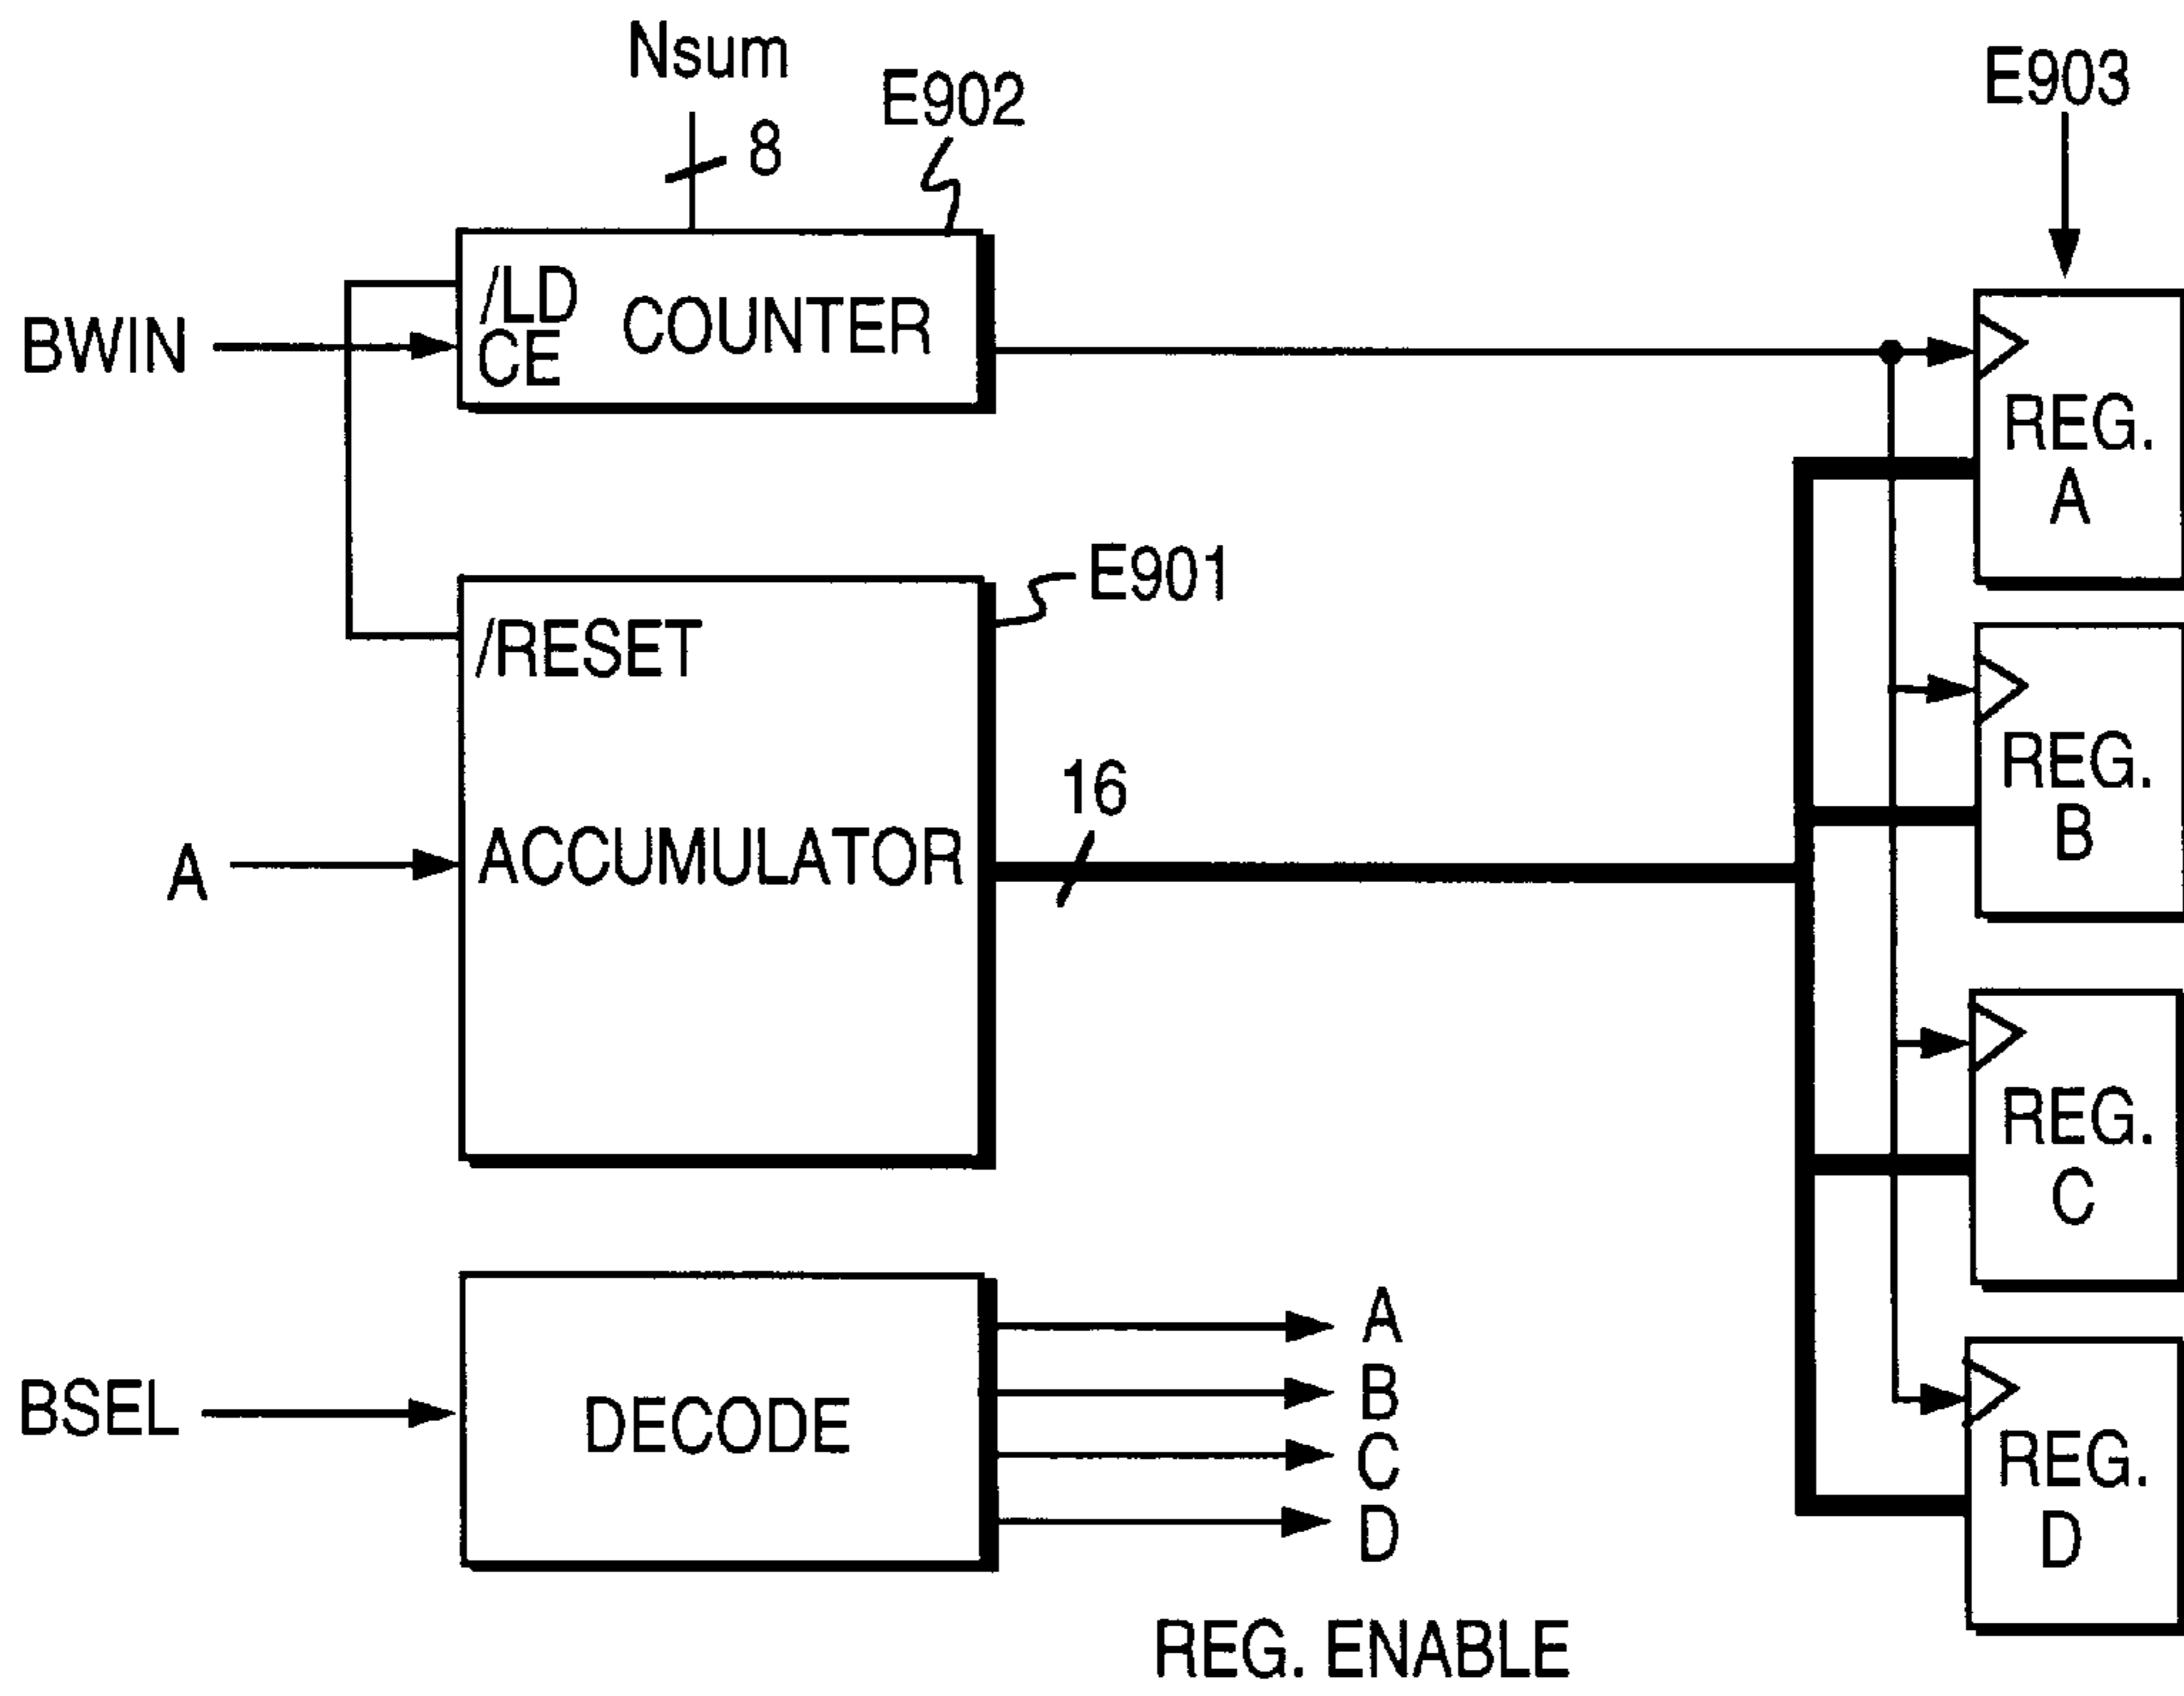 Nsum
8
E902
E903
BWIN
/LD
CE
COUNTER
REG.
A
E901
/RESET
A
ACCUMULATOR
16
REG.
B
REG.
C
BSEL
DECODE
A
B
C
D
REG.
D
REG. ENABLE